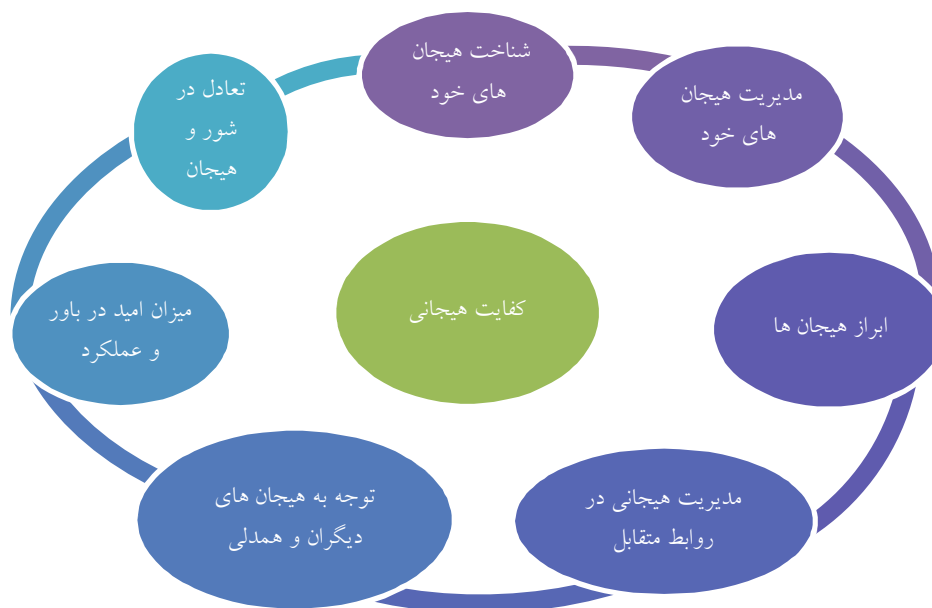 شناخت هیجان
های خود
مدیریت هیجان
های خود
ابراز هیجان ها
مدیریت هیجانی در
روابط متقابل
توجه به هیجان های
دیگران و همدلی
میزان امید در باور
و عملکرد
تعادل در
شور و
هیجان
کفایت هیجانی